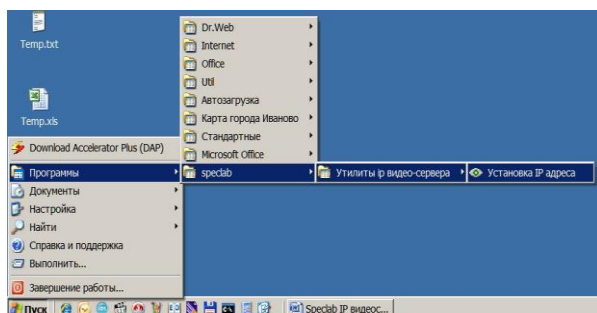 Temp.txt
Temp.xls
Dr.Web
Internet
Office
Util
Автозагрузка
Карта города Иваново
Стандартные
Microsoft Office
speclab
Утилиты ip видео-сервера
Установка IP адреса
Download Accelerator Plus (DAP)
Программы
Документы
Настройка
Найти
Справка и поддержка
Выполнить...
Завершение работы...
Пуск
Speclab IP видеос...